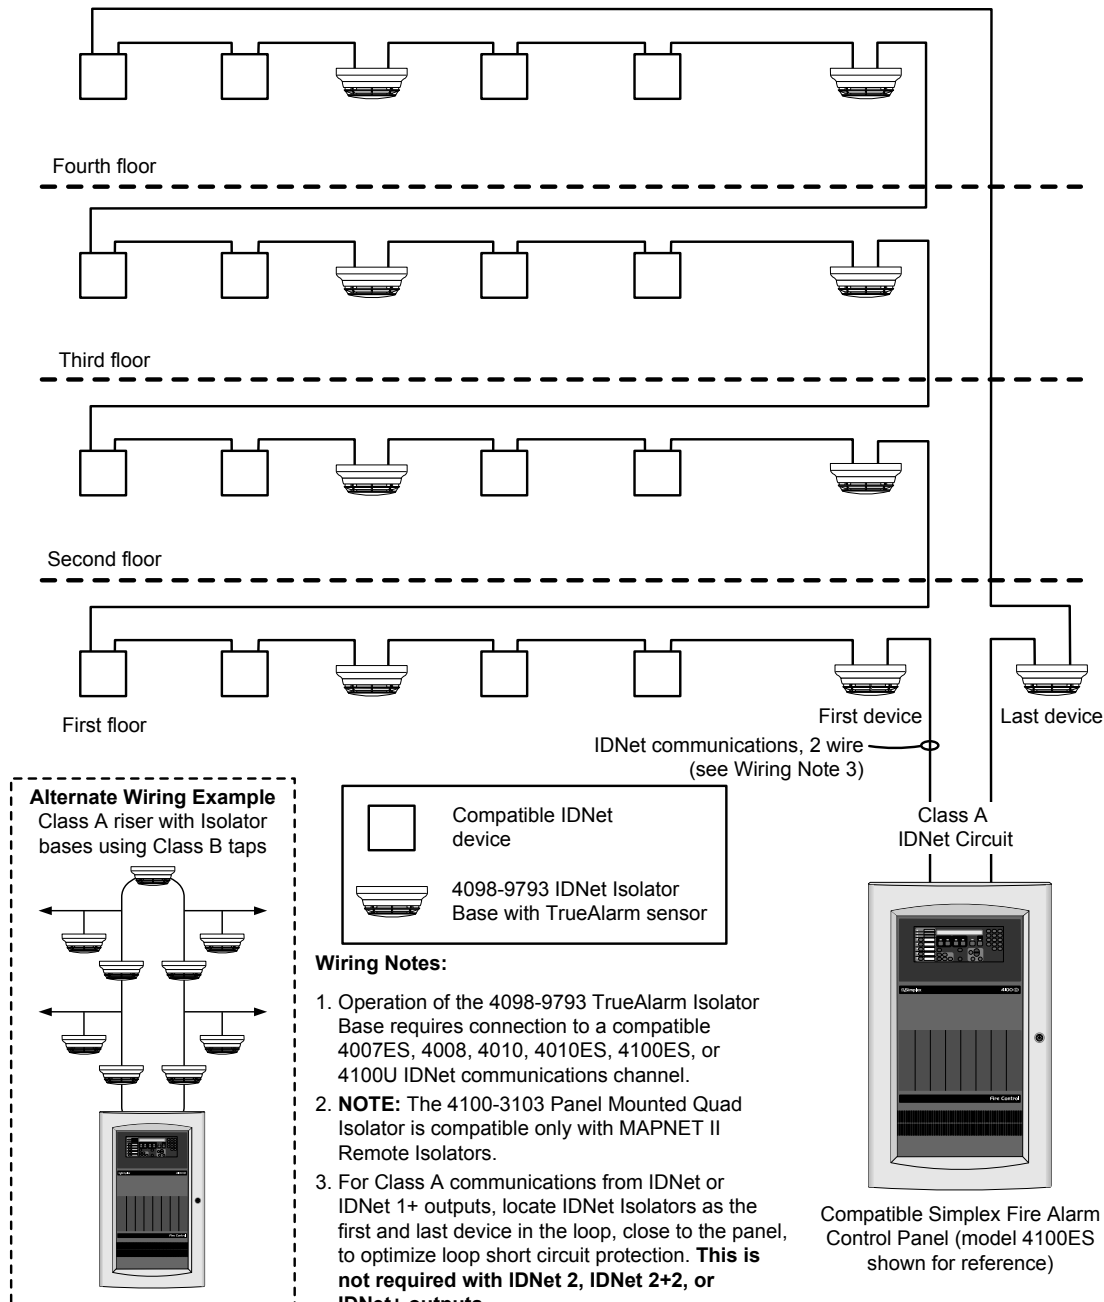 Fourth floor
Third floor
Second floor
First floor
First device
Last device
IDNet communications, 2 wire
(see Wiring Note 3)
Class A
IDNet Circuit
Alternate Wiring Example
Class A riser with Isolator
bases using Class B taps
Compatible IDNet
device
4098-9793 IDNet Isolator
Base with TrueAlarm sensor
Wiring Notes:
1. Operation of the 4098-9793 TrueAlarm Isolator
Base requires connection to a compatible
4007ES, 4008, 4010, 4010ES, 4100ES, or
4100U IDNet communications channel.
2. NOTE: The 4100-3103 Panel Mounted Quad
Isolator is compatible only with MAPNET II
Remote Isolators.
3. For Class A communications from IDNet or
IDNet 1+ outputs, locate IDNet Isolators as the
first and last device in the loop, close to the panel,
to optimize loop short circuit protection. This is
not required with IDNet 2, IDNet 2+2, or
IDNet+ outputs
Simplex
Fire Control
Compatible Simplex Fire Alarm
Control Panel (model 4100ES
shown for reference)